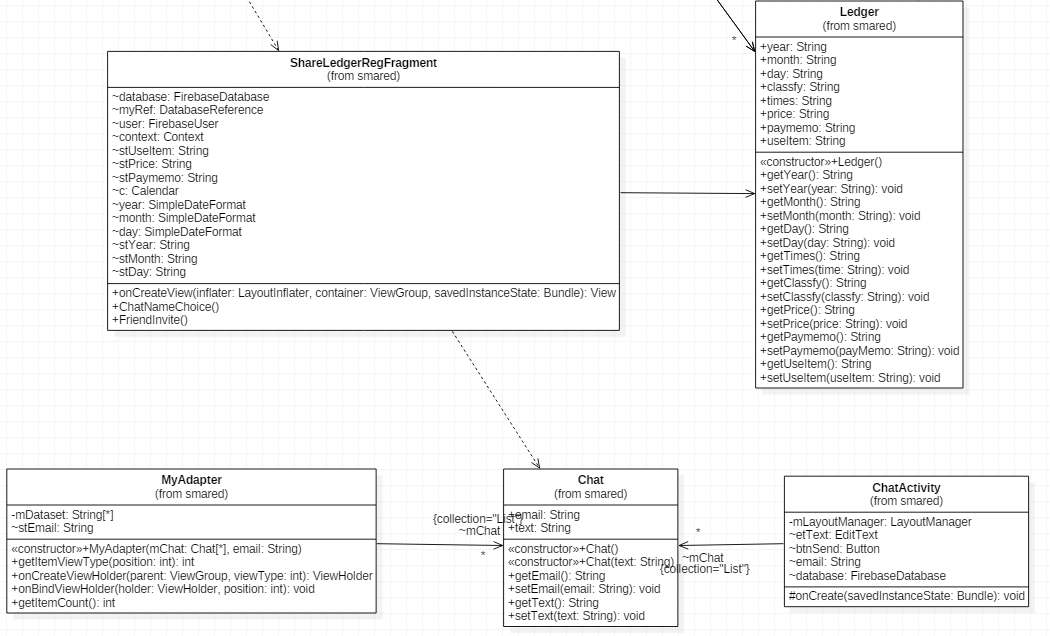 Ledger
(from smared)
+year: String
+month: String
+day: String
+classfy: String
+times: String
+price: String
+paymemo: String
+useItem: String
«constructor»+Ledger()
+getYear(): String
+setYear(year: String): void
+getMonth(): String
+setMonth(month: String): void
+getDay(): String
+setDay(day: String): void
+getTimes(): String
+setTimes(time: String): void
+getClassfy(): String
+setClassfy(classfy: String): void
+getPrice(): String
+setPrice(price: String): void
+getPaymemo(): String
+setPaymemo(payMemo: String): void
+getUseItem(): String
+setUseItem(useItem: String): void
*
ShareLedgerRegFragment
(from smared)
~database: FirebaseDatabase
~myRef: DatabaseReference
~user: FirebaseUser
~context: Context
~stUseItem: String
~stPrice: String
~stPaymemo: String
~c: Calendar
~year: SimpleDateFormat
~month: SimpleDateFormat
~day: SimpleDateFormat
~stYear: String
~stMonth: String
~stDay: String
+onCreateView(inflater: LayoutInflater, container: ViewGroup, savedInstanceState: Bundle): View
+ChatNameChoice()
+FriendInvite()
MyAdapter
(from smared)
-mDataset: String[*]
~stEmail: String
«constructor»+MyAdapter(mChat: Chat[*], email: String)
+getItemViewType(position: int): int
+onCreateViewHolder(parent: ViewGroup, viewType: int): ViewHolder
+onBindViewHolder(holder: ViewHolder, position: int): void
+getItemCount(): int
{collection="List"}
~mChat
*
Chat
(from smared)
+email: String
+text: String
«constructor»+Chat()
«constructor»+Chat(text: String)
+getEmail(): String
+setEmail(email: String): void
+getText(): String
+setText(text: String): void
*
~mChat
{collection="List"}
ChatActivity
(from smared)
-mLayoutManager: LayoutManager
~etText: EditText
~btnSend: Button
~email: String
~database: FirebaseDatabase
#onCreate(savedInstanceState: Bundle): void